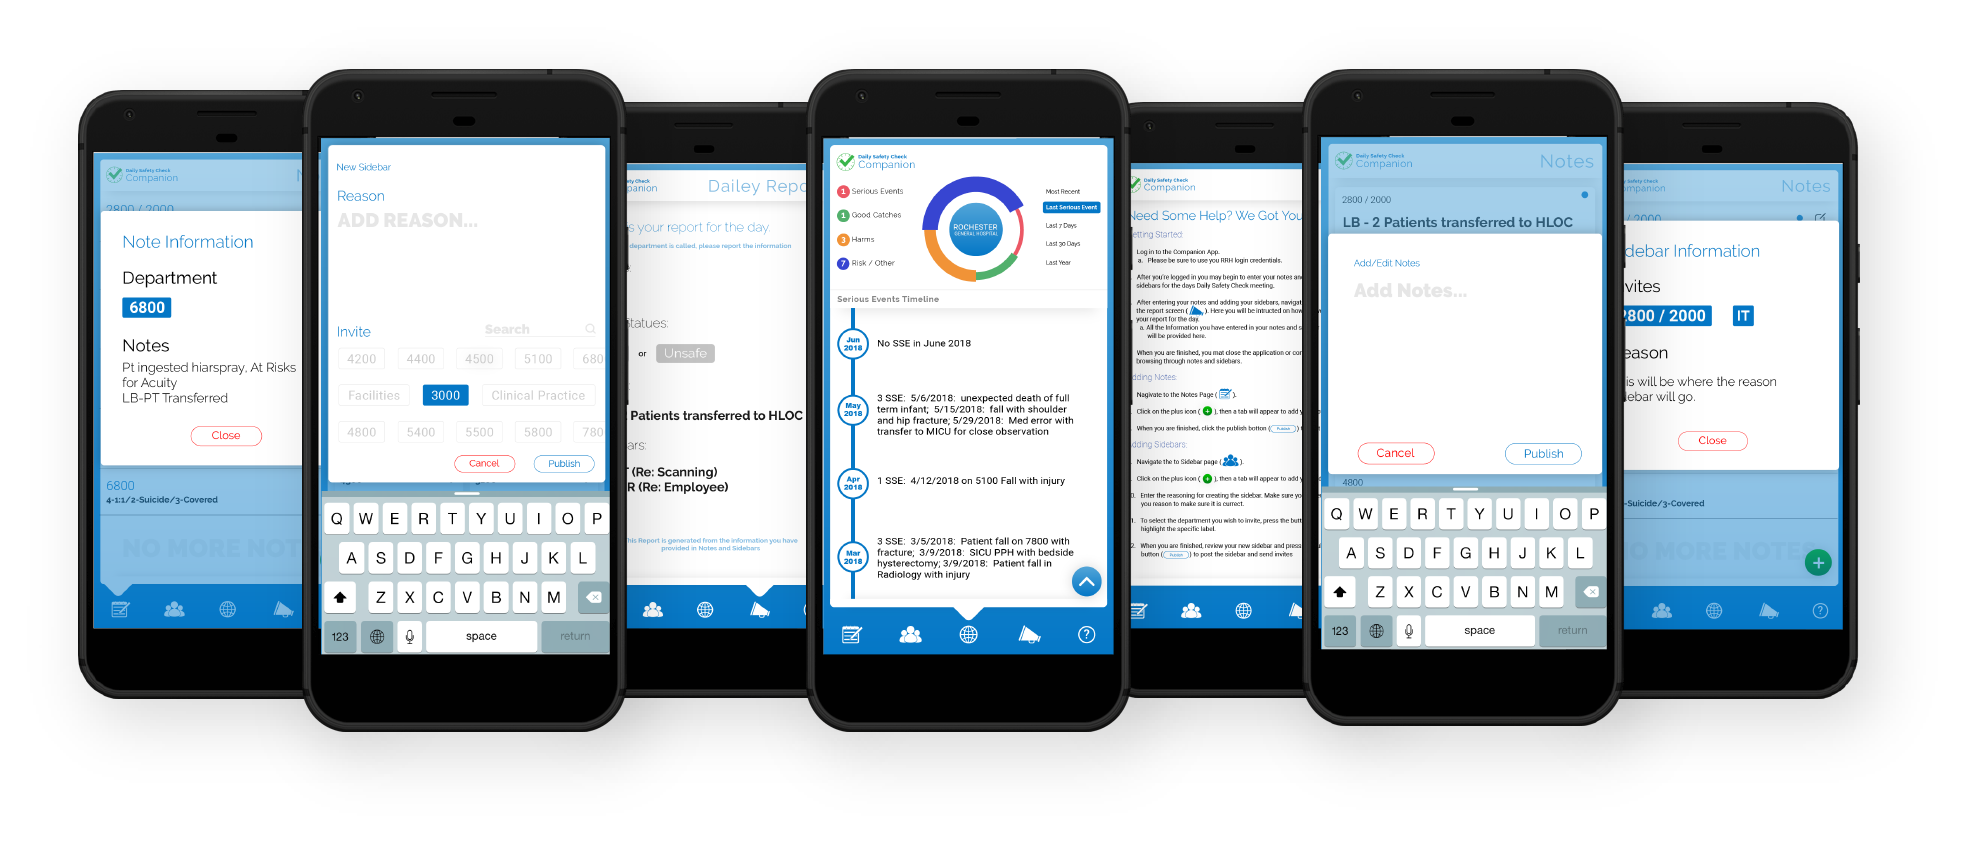 Daily Safety Check
Companion
2800 / 2000
Note Information
Department
6800
Notes
Pt ingested hiarspray, At Risks
for Acuity
LB-PT Transferred
Close
6800
4-1:1/2-Suicide/3-Covered
NO MORE NO
New Sidebar
Reason
ADD REASON...
Invite
Search
4200
4400
4500
5100
680
Facilities
3000
Clinical Practice
4800
5400
5500
5800
780
Cancel
Publish
Q W E R T Y U I O P
A S D F G H J K L
Z X C V B N M
123
space
return
ety Check
panion
Dailey Repo
s your report for the day.
department is called, please report the information
tatues:
or
Unsafe
Patients transferred to HLOC
ars:
(Re: Scanning)
R (Re: Employee)
his Report is generated from the information you have
provided in Notes and Sidebars
Daily Safety Check
Companion
1 Serious Events
1 Good Catches
3 Harms
7 Risk / Other
ROCHESTER
GENERAL HOSPITAL
Most Recent
Last Serious Event
Last 7 Days
Last 30 Days
Last Year
Serious Events Timeline
Jun
2018
No SSE in June 2018
May
2018
3 SSE: 5/6/2018: unexpected death of full
term infant; 5/15/2018: fall with shoulder
and hip fracture; 5/29/2018: Med error with
transfer to MICU for close observation
Apr
2018
1 SSE: 4/12/2018 on 5100 Fall with injury
Mar
2018
3 SSE: 3/5/2018: Patient fall on 7800 with
fracture; 3/9/2018: SICU PPH with bedside
hysterectomy; 3/9/2018: Patient fall in
Radiology with injury
?
Daily Safety Check
Companion
Need Some Help? We Got You
etting Started:
Log in to the Companion App.
a. Please be sure to use you RRH login credentials.
After you're logged in you may begin to enter your notes and
sidebars for the days Daily Safety Check meeting.
After entering your notes and adding your sidebars, navigat
the report screen ( ). Here you will be intructed on how
your report for the day.
a. All the Information you have entered in your notes and s
will be provided here.
When you are finished, you mat close the application or con
browsing through notes and sidebars.
dding Notes:
Nagivate to the Notes Page ( ).
Click on the plus icon ( + ), then a tab will appear to add y
When you are finished, click the publish botton ( Publish )
dding Sidebars:
Navigate the to Sidebar page ( ).
Click on the plus icon ( + ), then a tab will appear to add y
0. Enter the reasoning for creating the sidebar. Make sure you
you reason to make sure it is currect.
1. To select the department you wish to invite, press the butt
highlight the specific label.
2. When you are finished, review your new sidebar and press
button ( Publish ) to post the sidebar and send invites
Daily Safety Check
Companion
Notes
2800 / 2000
LB - 2 Patients transferred to HLOC
Add/Edit Notes
Add Notes...
Cancel
Publish
4800
Q W E R T Y U I O P
A S D F G H J K L
Z X C V B N M
123
space
return
Check
anion
Notes
/ 2000
debar Information
vites
2800 / 2000
IT
eason
is will be where the reason
debar will go.
Close
-Suicide/3-Covered
O MORE NOTES
+
?